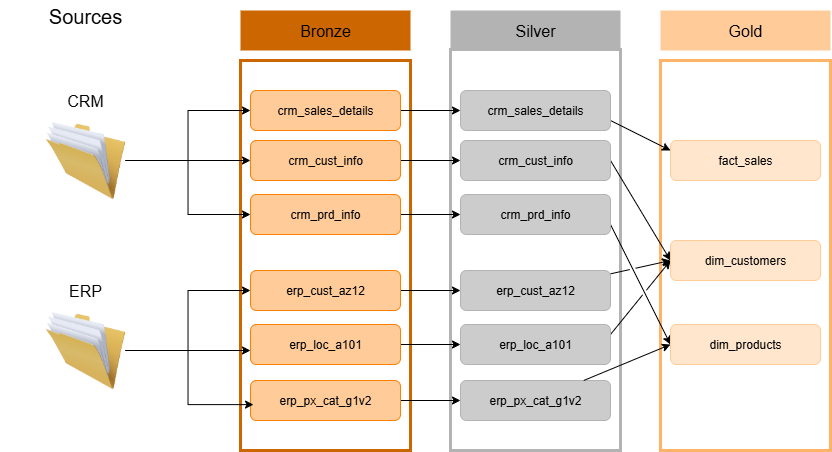 Sources
Bronze
Silver
Gold
CRM
crm_sales_details
crm_sales_details
crm_cust_info
crm_cust_info
fact_sales
crm_prd_info
crm_prd_info
dim_customers
ERP
erp_cust_az12
erp_cust_az12
erp_loc_a101
erp_loc_a101
dim_products
erp_px_cat_g1v2
erp_px_cat_g1v2